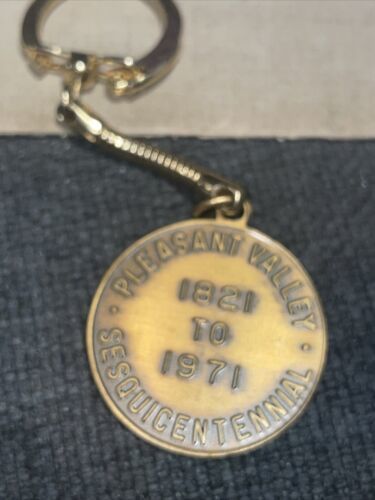 PLEASANT VALLEY
1821
TO
1971
SESQUICENTENNIAL